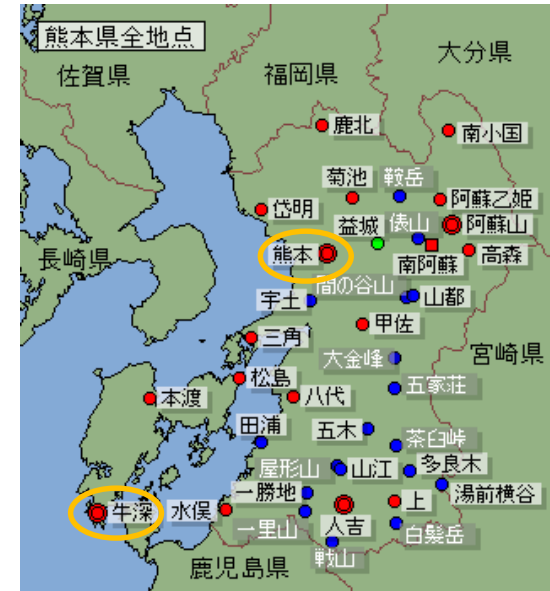 熊本県全地点
大分県
佐賀県
福岡県
鹿北
南小国
菊池
鞍岳
阿蘇乙姫
岱明
益城
俵山
阿蘇山
熊本
南阿蘇
高森
長崎県
間の谷山
山都
宇土
甲佐
三角
大金峰
宮崎県
松島
五家荘
本渡
八代
田浦
五木
茶臼峠
屋形山
山江
多良木
一勝地
湯前横谷
牛深
水俣
上
一里山
人吉
白髪岳
鹿児島県
戦山